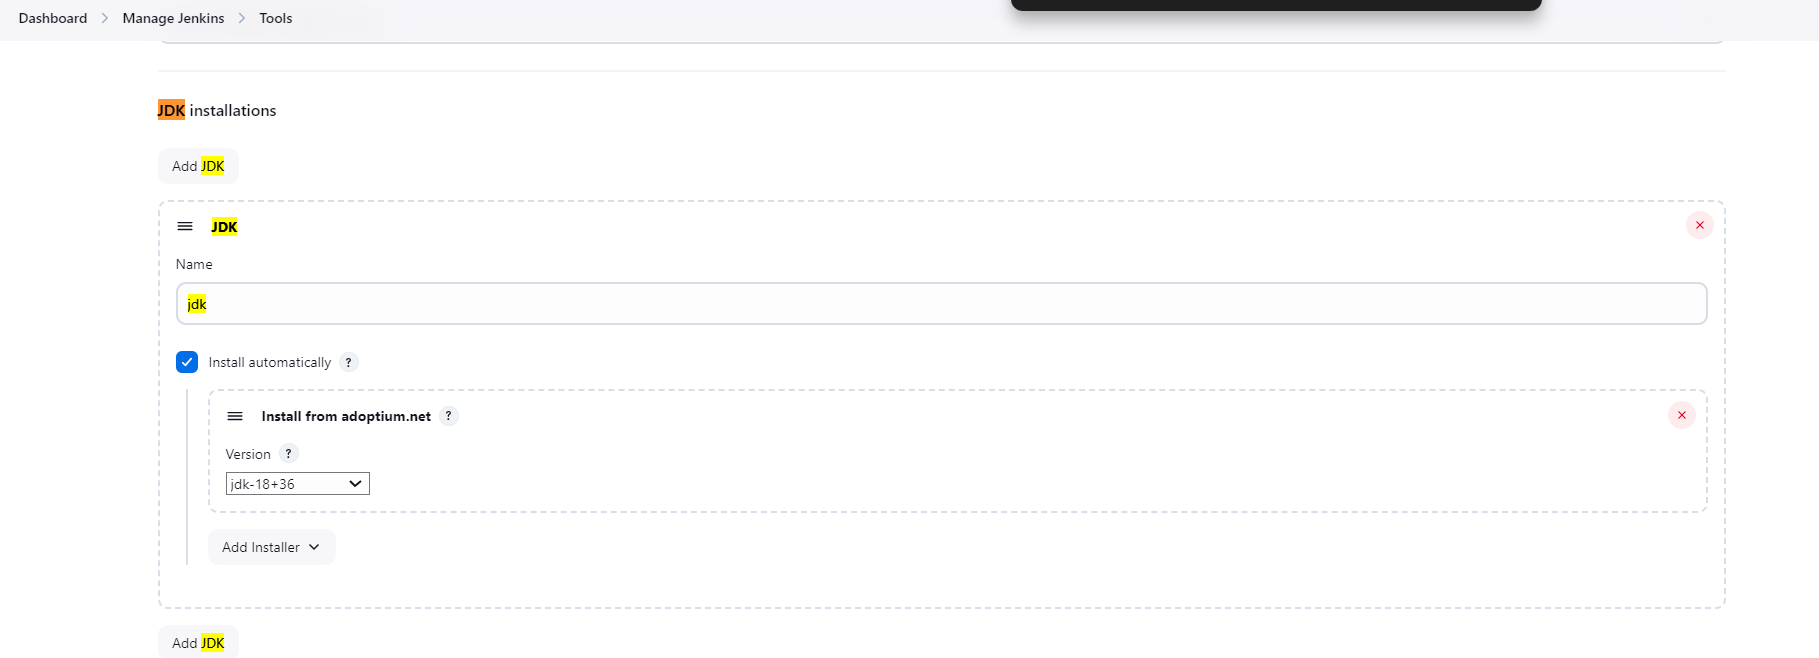 Dashboard > Manage Jenkins > Tools
JDK installations
Add JDK
JDK
Name
jdk
Install automatically ?
Install from adoptium.net ?
Version ?
jdk-18+36
Add Installer
Add JDK